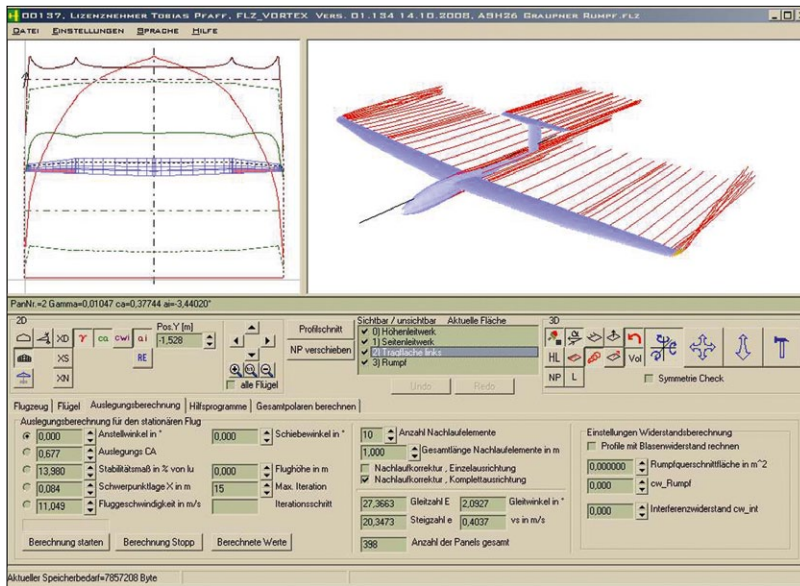 00137, Lizenznehmer Tobias Pfaff, FLZ_VORTEX Vers. 01.134 14.10.2008, ASH26 Graupner Rumpf.flz
Datei Einstellungen Sprache Hilfe
PanNr.=2 Gamma=0,01047 ca=0,37744 ai=-3,44020°
2D
XD
γ
ca
cwi
ai
XS
RE
XN
Pos.Y [m]
-1,528
alle Flügel
Profilschnitt
NP verschieben
Sichtbar / unsichtbar Aktuelle Fläche
0) Höhenleitwerk
1) Seitenleitwerk
2) Tragfläche links
3) Rumpf
Undo Redo
3D
HL
Vol
NP L
Symmetrie Check
Flugzeug Flügel Auslegungsberechnung Hilfsprogramme Gesamtpolaren berechnen
Auslegungsberechnung für den stationären Flug
0,000 Anstellwinkel in ° 0,000 Schiebewinkel in °
0,677 Auslegungs CA
13,980 Stabilitätsmaß in % von lu 0,000 Flughöhe in m
0,084 Schwerpunktlage X in m 15 Max. Iteration
11,049 Fluggeschwindigkeit in m/s Iterationsschritt
Berechnung starten Berechnung Stopp Berechnete Werte
10 Anzahl Nachlaufelemente
1,000 Gesamtlänge Nachlaufelemente in m
Nachlaufkorrektur , Einzelausrichtung
Nachlaufkorrektur , Komplettausrichtung
27,3663 Gleitzahl E 2,0927 Gleitwinkel in °
20,3473 Steigzahl e 0,4037 vs in m/s
398 Anzahl der Panels gesamt
Einstellungen Widerstandsberechnung
Profile mit Blasenwiderstand rechnen
0,000000 Rumpfquerschnittfläche in m^2
0,000 cw_Rumpf
0,000 Interferenzwiderstand cw_int
Aktueller Speicherbedarf=7857208 Byte